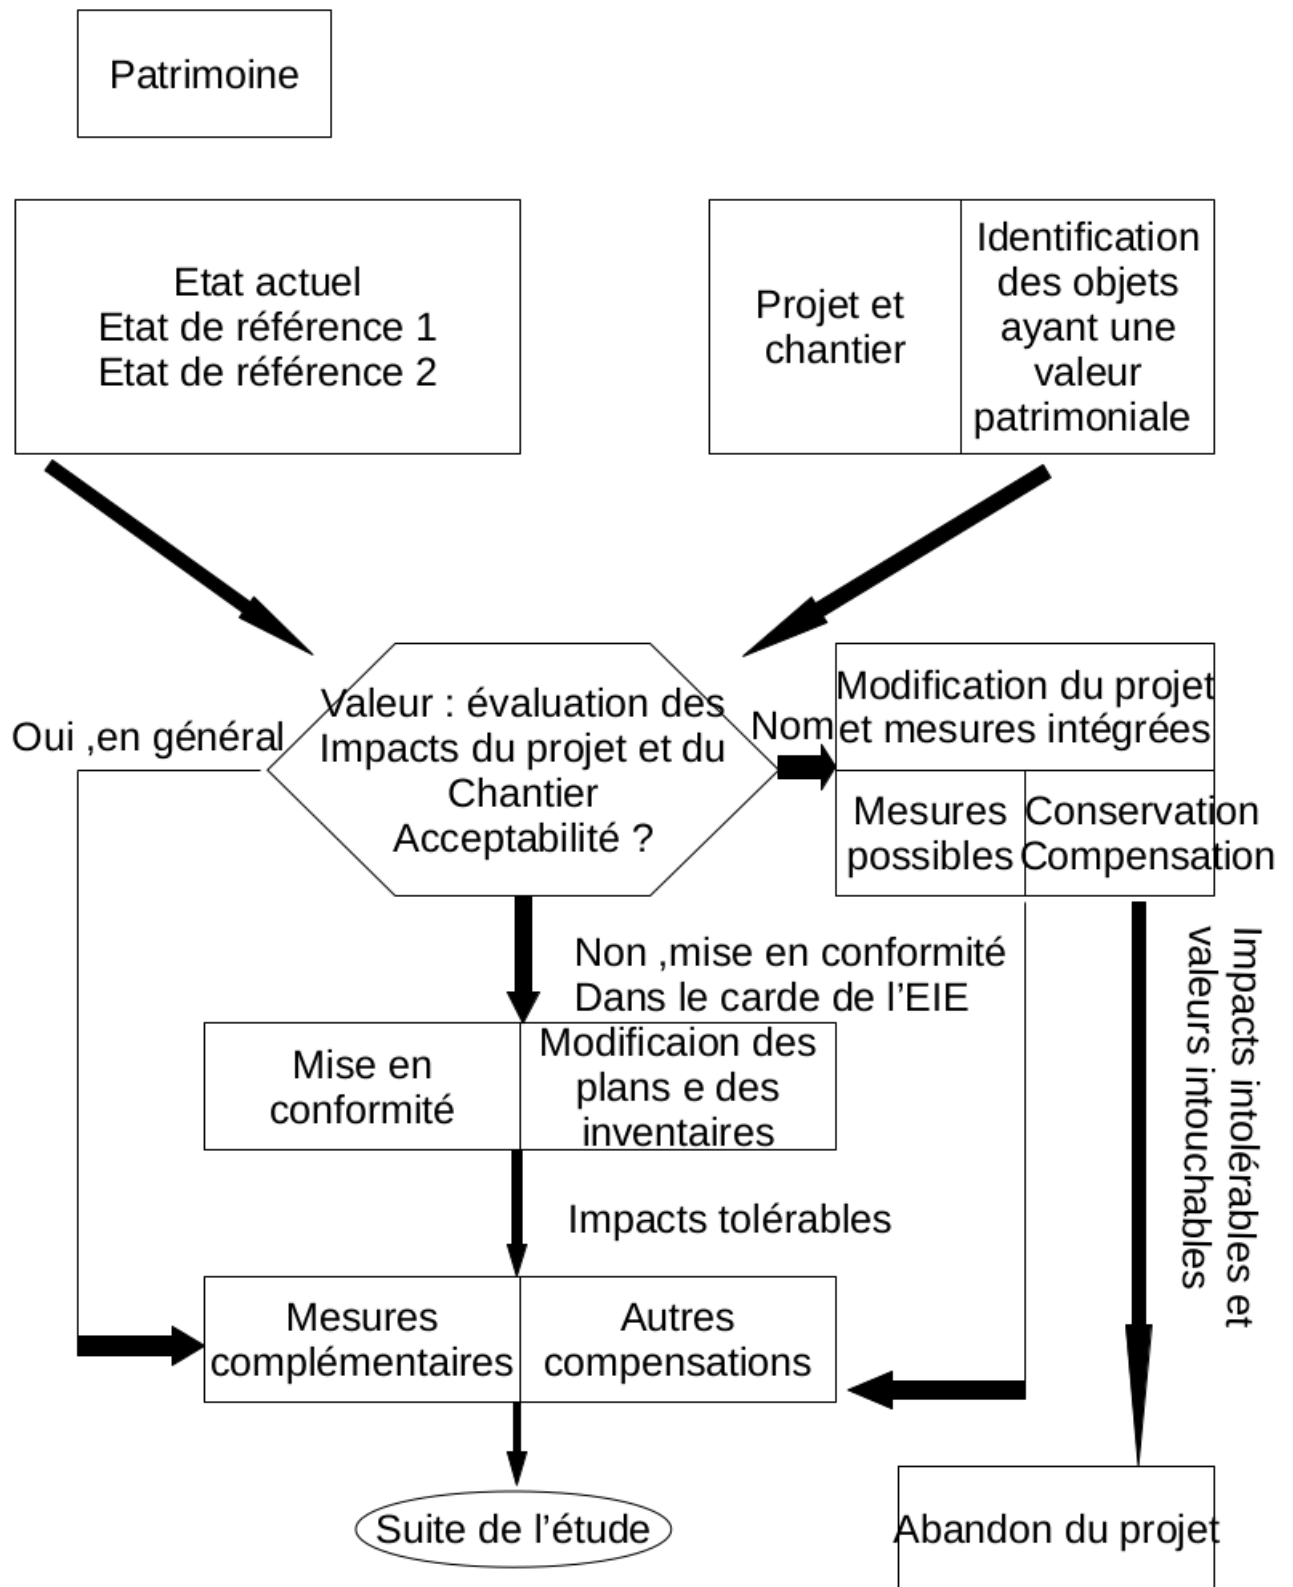 Patrimoine
Etat actuel
Etat de référence 1
Etat de référence 2
Projet et
chantier
Identification
des objets
ayant une
valeur
patrimoniale
Valeur : évaluation des
Impacts du projet et du
Chantier
Acceptabilité ?
Oui ,en général
Nom
Modification du projet
et mesures intégrées
Mesures
possibles
Conservation
Compensation
Non ,mise en conformité
Dans le carde de l’EIE
Mise en
conformité
Modificaion des
plans e des
inventaires
Impacts intolérables et
valeurs intouchables
Impacts tolérables
Mesures
complémentaires
Autres
compensations
Suite de l’étude
Abandon du projet